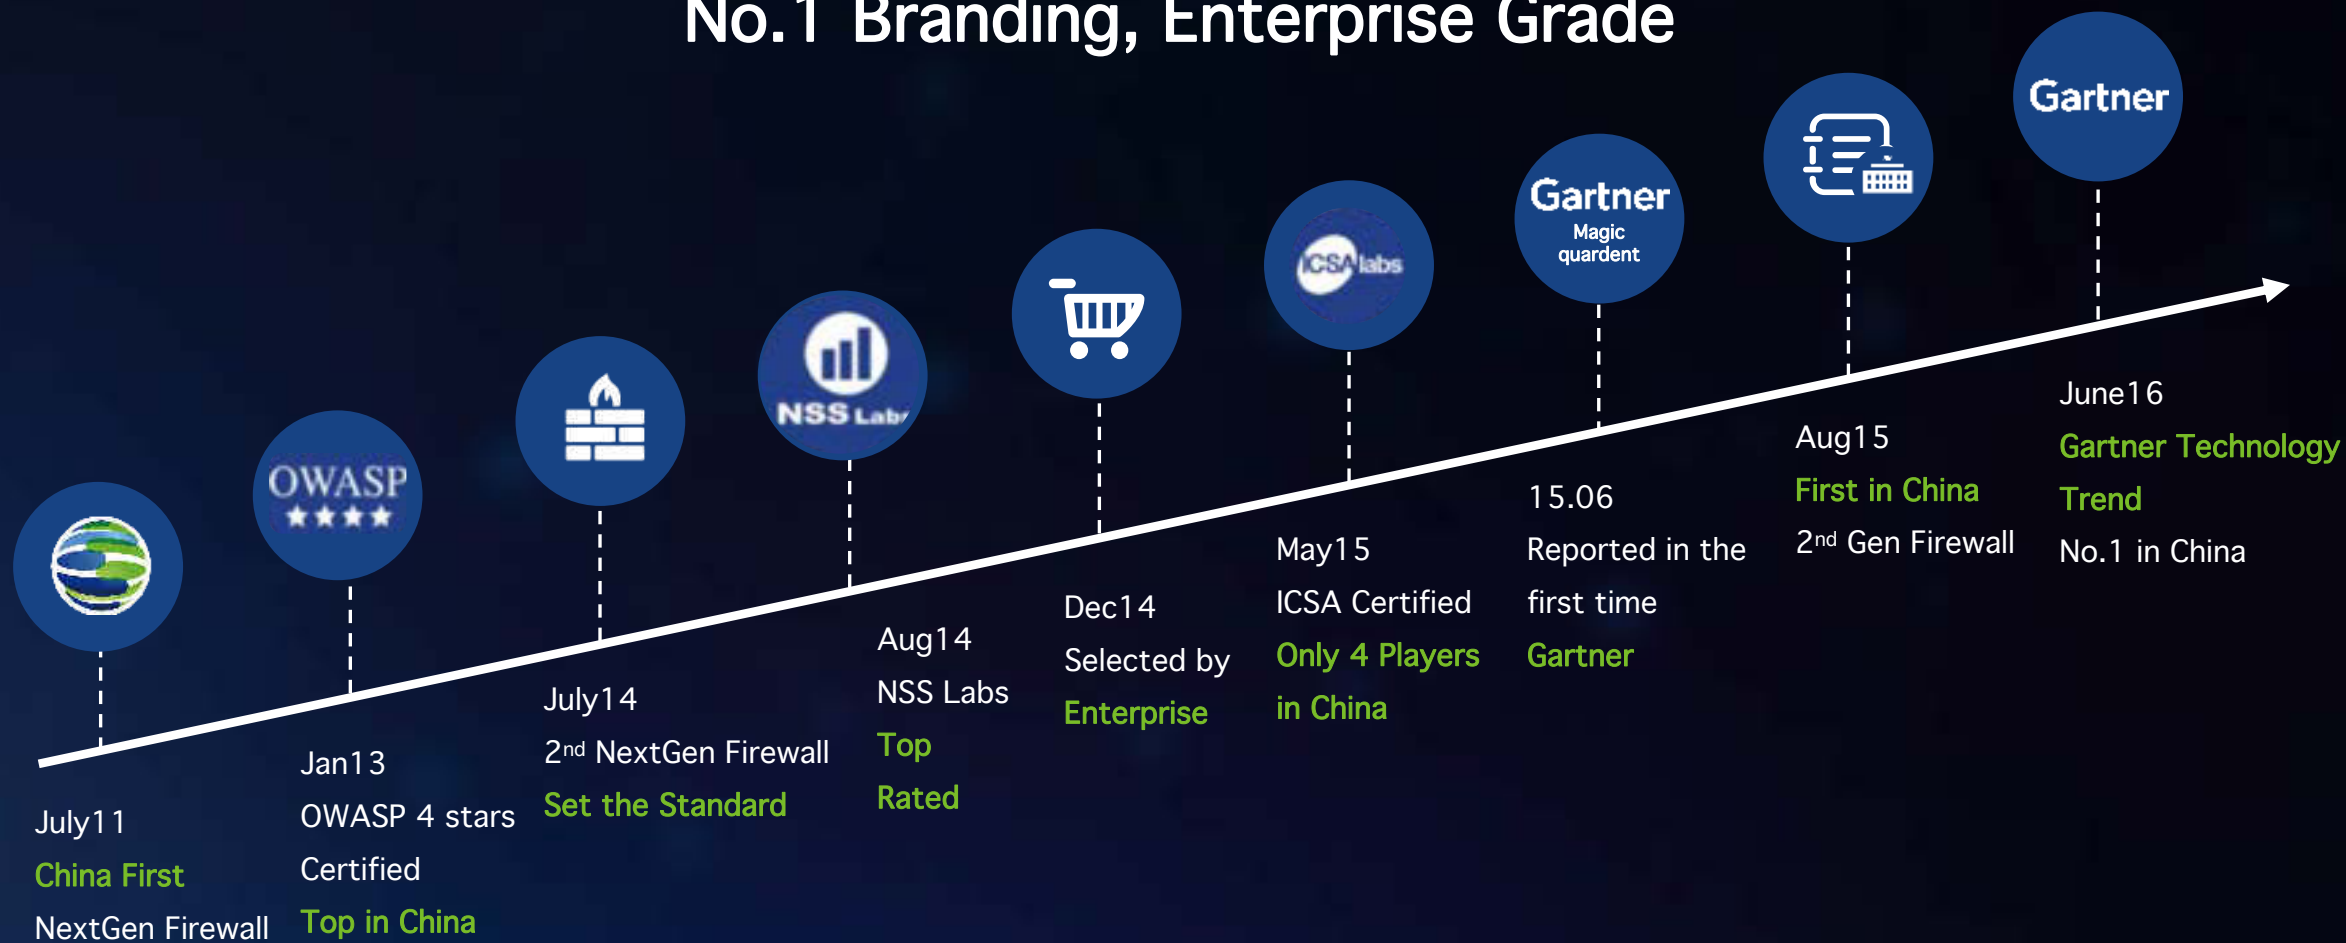 No.1 Branding, Enterprise Grade
OWASP
NSS Labs
ICSA labs
Gartner
Magic
quardent
Gartner
July11
China First
NextGen Firewall
Jan13
OWASP 4 stars
Certified
Top in China
July14
2nd NextGen Firewall
Set the Standard
Aug14
NSS Labs
Top
Rated
Dec14
Selected by
Enterprise
May15
ICSA Certified
Only 4 Players
in China
15.06
Reported in the
first time
Gartner
Aug15
First in China
2nd Gen Firewall
June16
Gartner Technology
Trend
No.1 in China